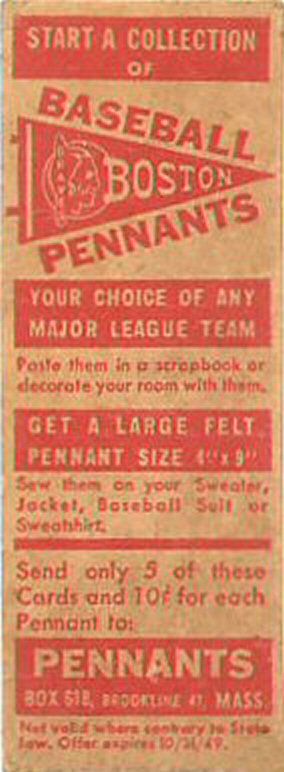 START A COLLECTION
OF
BASEBALL
BOSTON
PENNANTS
YOUR CHOICE OF ANY
MAJOR LEAGUE TEAM
Paste them in a scrapbook or
decorate your room with them.
GET A LARGE FELT
PENNANT SIZE 4"x9"
Sew them on your Sweater,
Jacket, Baseball Suit or
Sweatshirt.
Send only 5 of these
Cards and 10¢ for each
Pennant to:
PENNANTS
BOX 518, BROOKLINE 47, MASS.
Not valid where contrary to State
law. Offer expires 10/31/49.